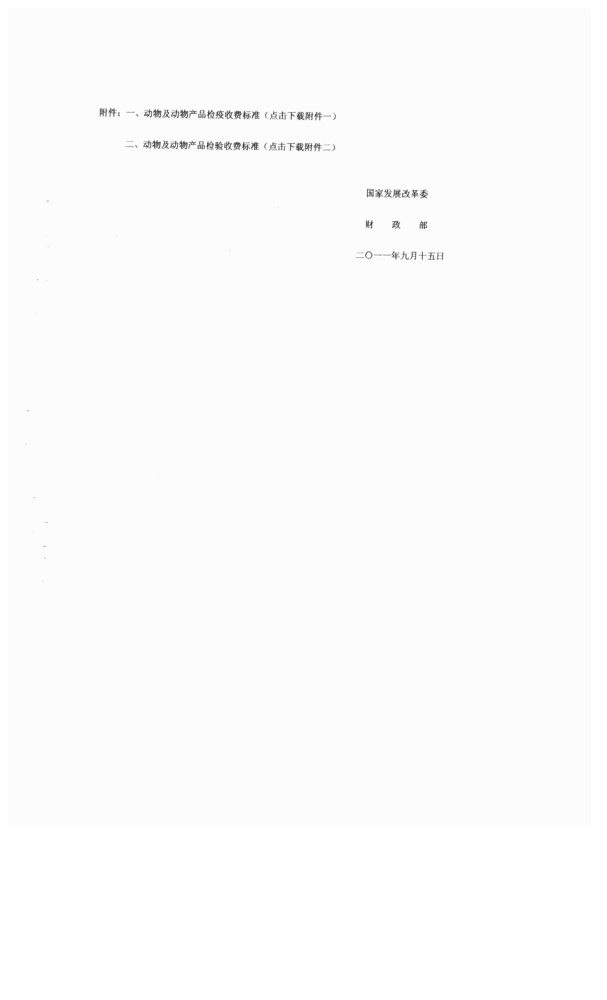 附件：一、动物及动物产品检疫收费标准（点击下载附件一）
二、动物及动物产品检验收费标准（点击下载附件二）
国家发展改革委
财　　政　　部
二〇一一年九月十五日